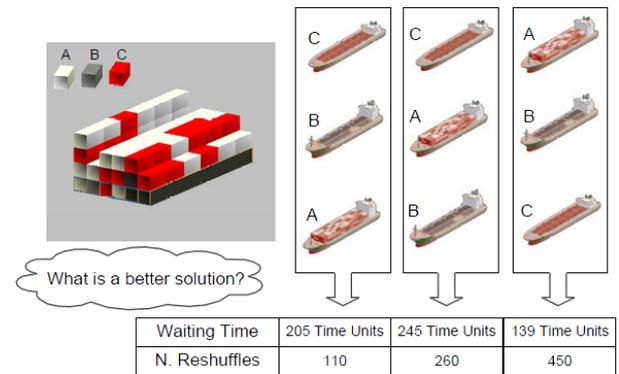 A B C
C
B
A
C
A
B
A
B
C
What is a better solution?
Waiting Time 205 Time Units 245 Time Units 139 Time Units
N. Reshuffles 110 260 450